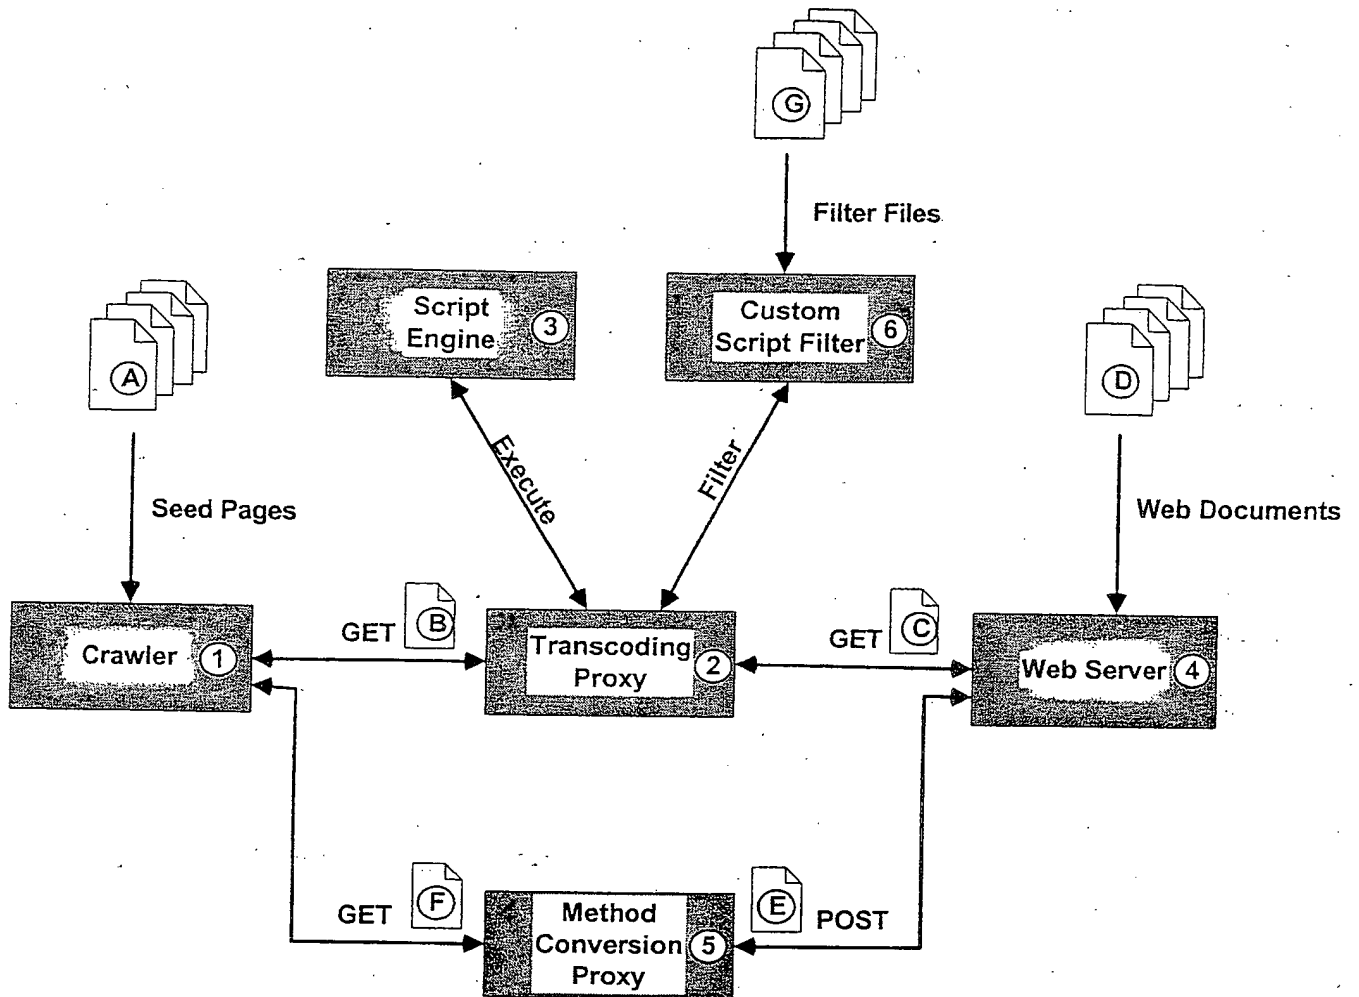 G
Filter Files
Script
Engine
3
Custom
Script Filter
6
A
D
Execute
Filter
Seed Pages
Web Documents
GET
B
GET
C
Crawler
1
Transcoding
Proxy
2
Web Server
4
GET
F
E
POST
Method
Conversion
Proxy
5